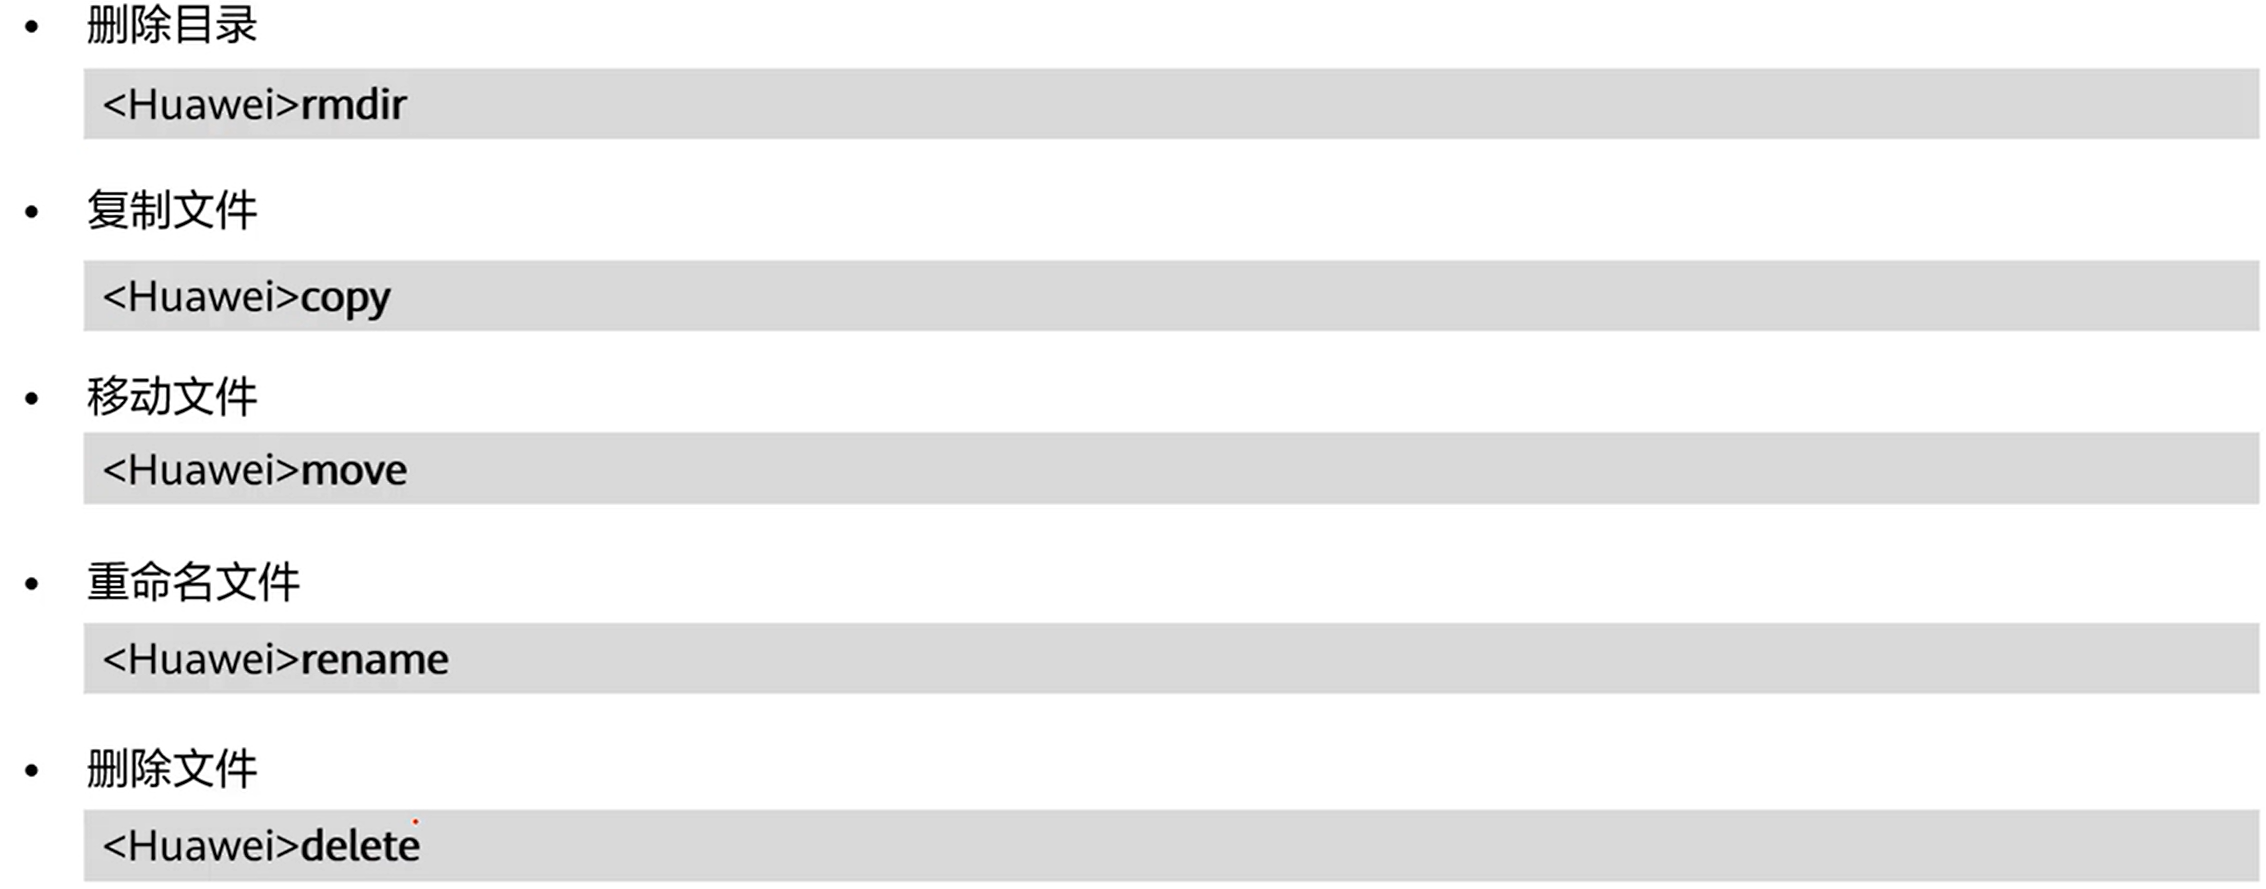 • 删除目录
<Huawei>rmdir
• 复制文件
<Huawei>copy
• 移动文件
<Huawei>move
• 重命名文件
<Huawei>rename
• 删除文件
<Huawei>delete